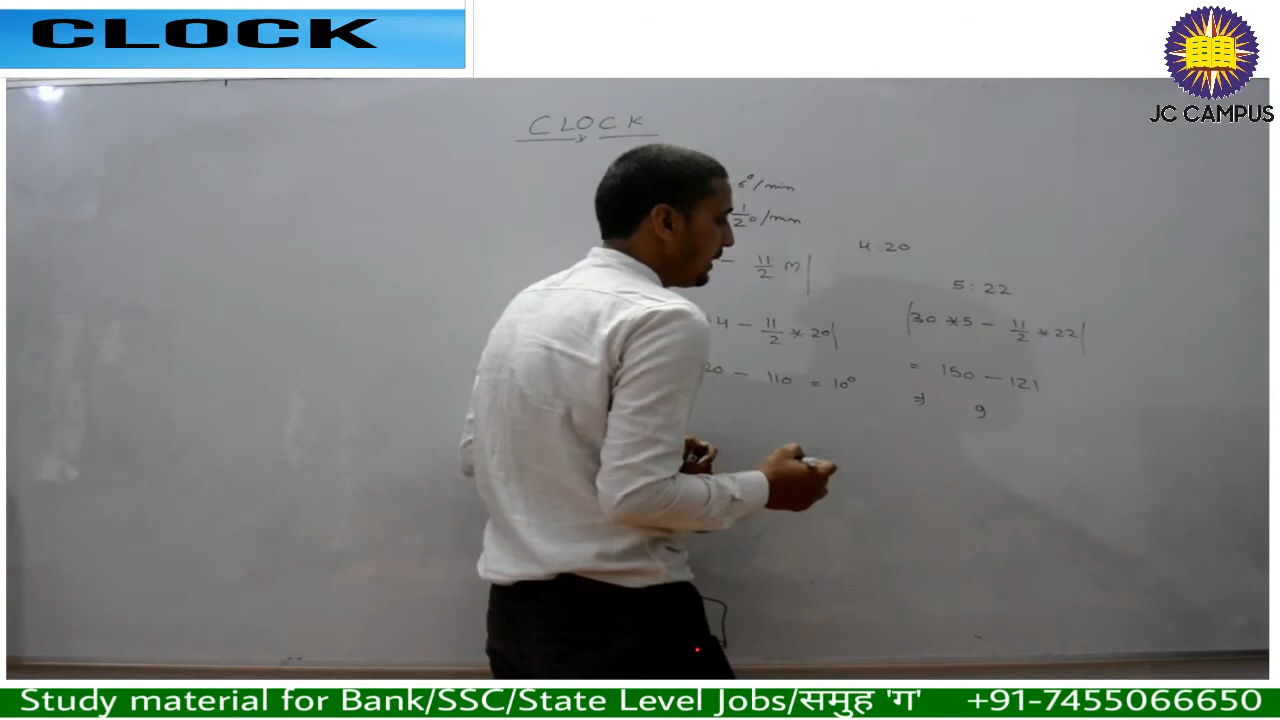 CLOCK
JC CAMPUS
CLOCK
6°/min
1/2°/min
- 11/2 m|
4:20
4 - 11/2 * 20|
20 - 110 = 10°
5:22
|30 * 5 - 11/2 * 22|
= 150 - 121
⇒ 9
Study material for Bank/SSC/State Level Jobs/समुह 'ग' +91-7455066650